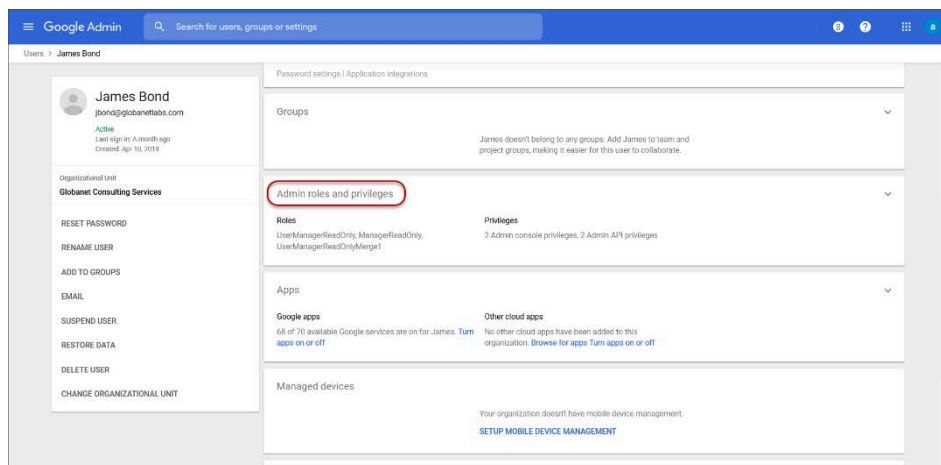 Google Admin
Search for users, groups or settings
8
?
a
Users > James Bond
Password settings | Application integrations
James Bond
jbond@globanetlabs.com
Active
Last sign in: A month ago
Created: Apr 10, 2019
Organizational Unit
Globanet Consulting Services
RESET PASSWORD
RENAME USER
ADD TO GROUPS
EMAIL
SUSPEND USER
RESTORE DATA
DELETE USER
CHANGE ORGANIZATIONAL UNIT
Groups
James doesn't belong to any groups. Add James to team and
project groups, making it easier for this user to collaborate.
Admin roles and privileges
Roles
UserManagerReadOnly, ManagerReadOnly,
UserManagerReadOnlyMerge1
Privileges
2 Admin console privileges, 2 Admin API privileges
Apps
Google apps
68 of 70 available Google services are on for James. Turn
apps on or off
Other cloud apps
No other cloud apps have been added to this
organization. Browse for apps Turn apps on or off
Managed devices
Your organization doesn't have mobile device management.
SETUP MOBILE DEVICE MANAGEMENT